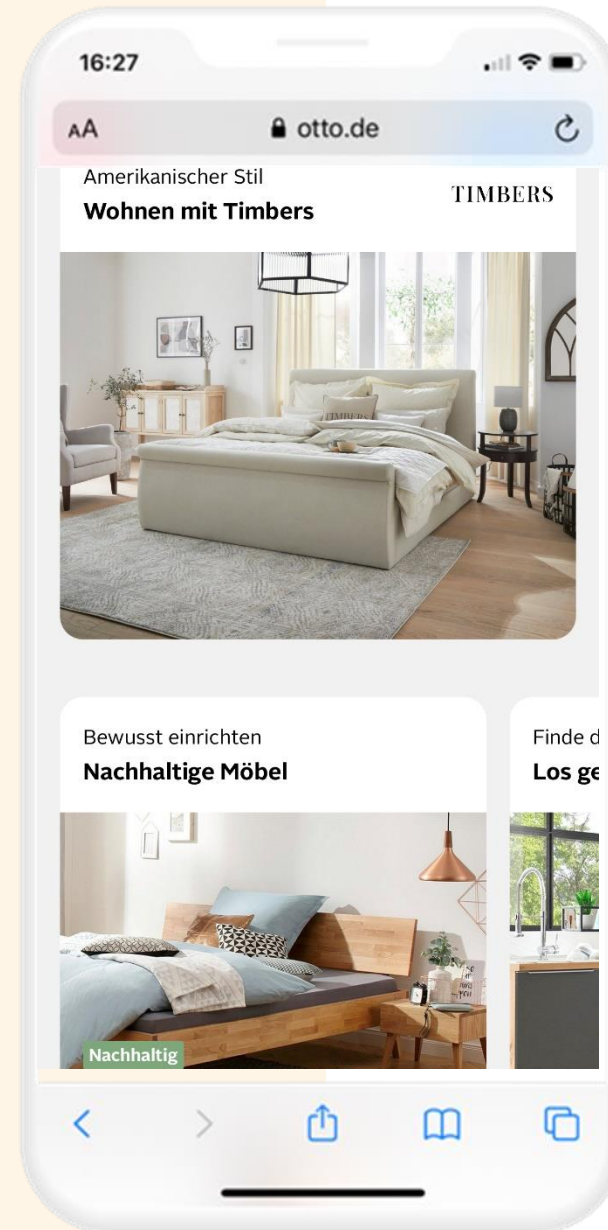 16:27
AA
otto.de
Amerikanischer Stil
Wohnen mit Timbers
TIMBERS
TIMBERS
Bewusst einrichten
Nachhaltige Möbel
Finde d
Los ge
Nachhaltig